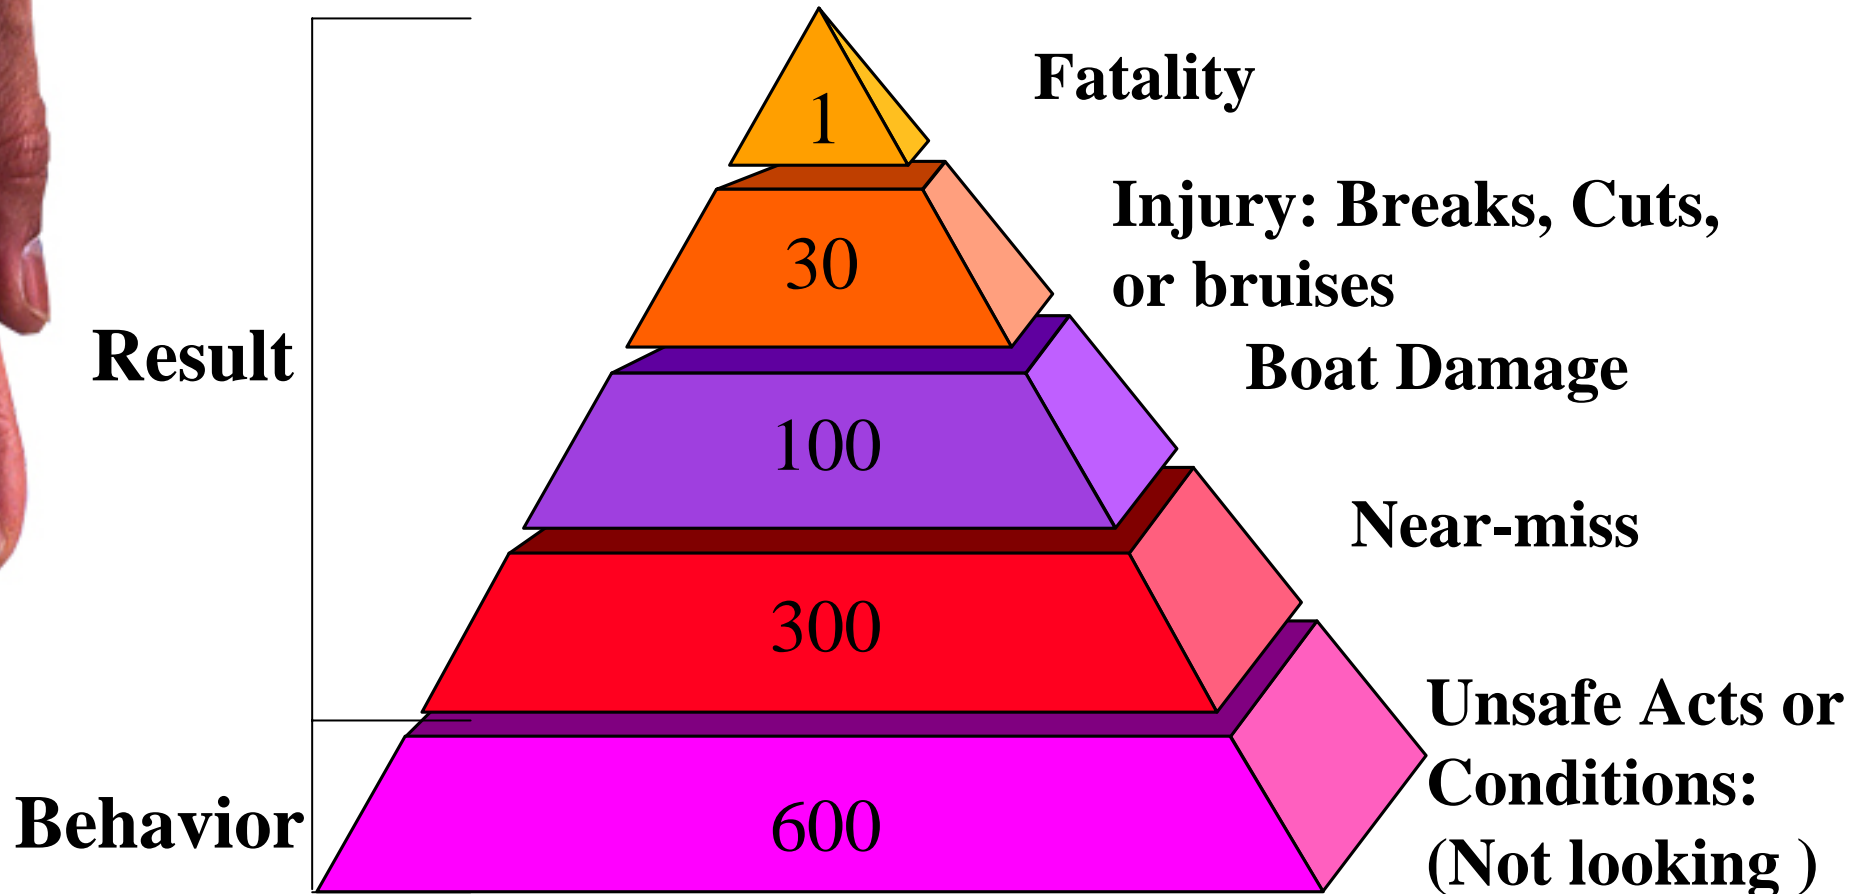 1
Fatality
30
Injury: Breaks, Cuts,
or bruises
Result
Boat Damage
100
Near-miss
300
Unsafe Acts or
Conditions:
(Not looking )
Behavior
600